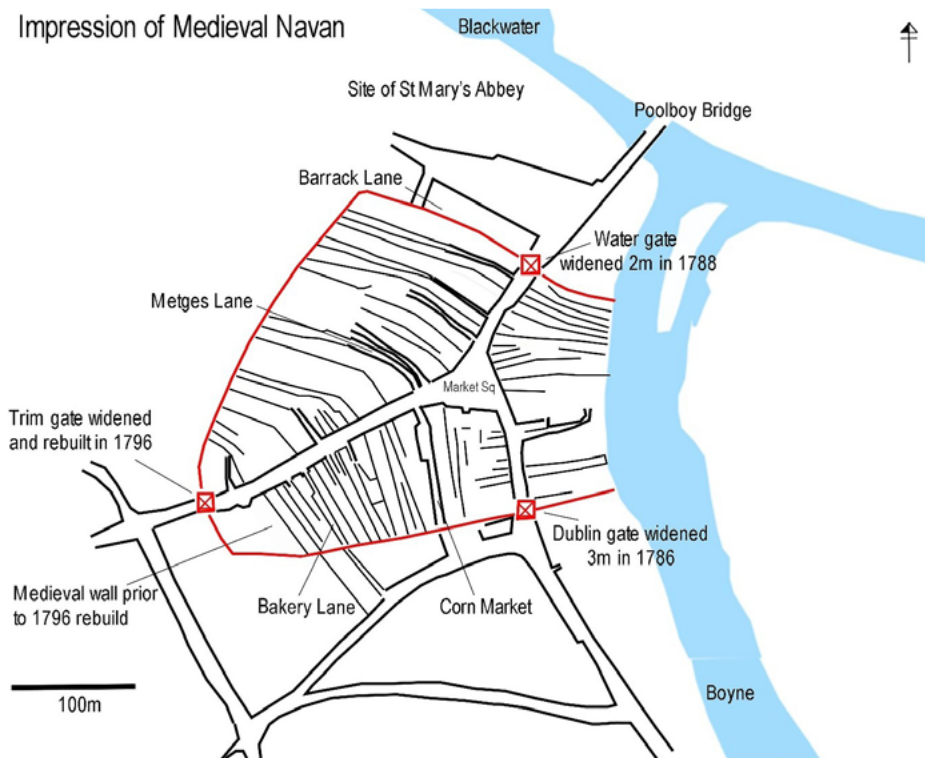 Impression of Medieval Navan
Blackwater
Site of St Mary's Abbey
Poolboy Bridge
Barrack Lane
Water gate
widened 2m in 1788
Metges Lane
Market Sq
Trim gate widened
and rebuilt in 1796
Dublin gate widened
3m in 1786
Medieval wall prior
to 1796 rebuild
Bakery Lane
Corn Market
100m
Boyne